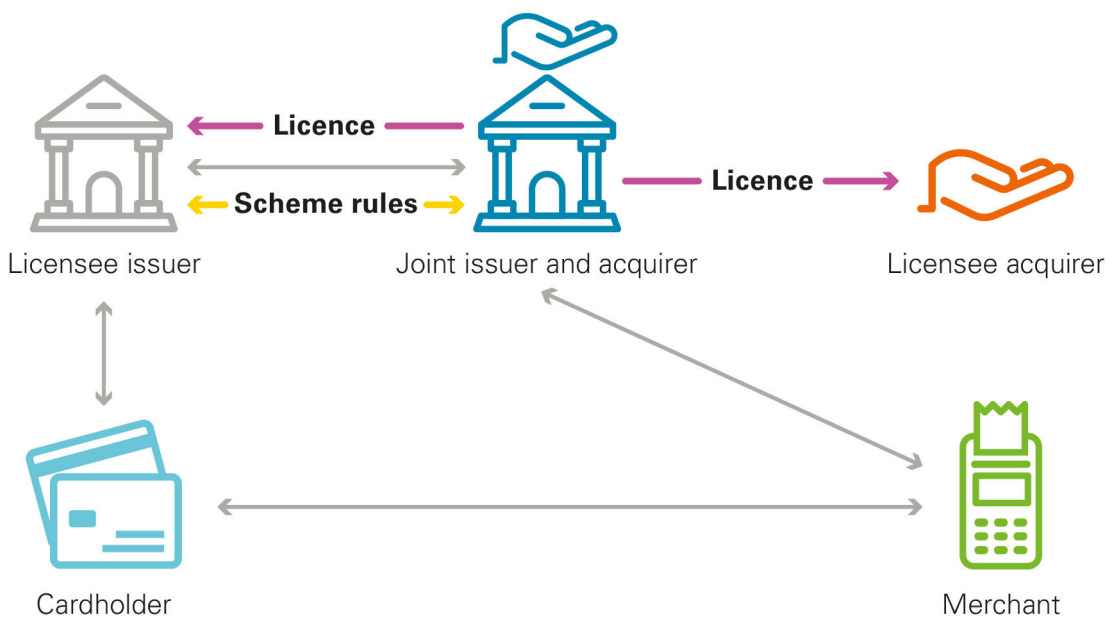 Licence
Licence
Scheme rules
Licensee issuer
Joint issuer and acquirer
Licensee acquirer
Cardholder
Merchant